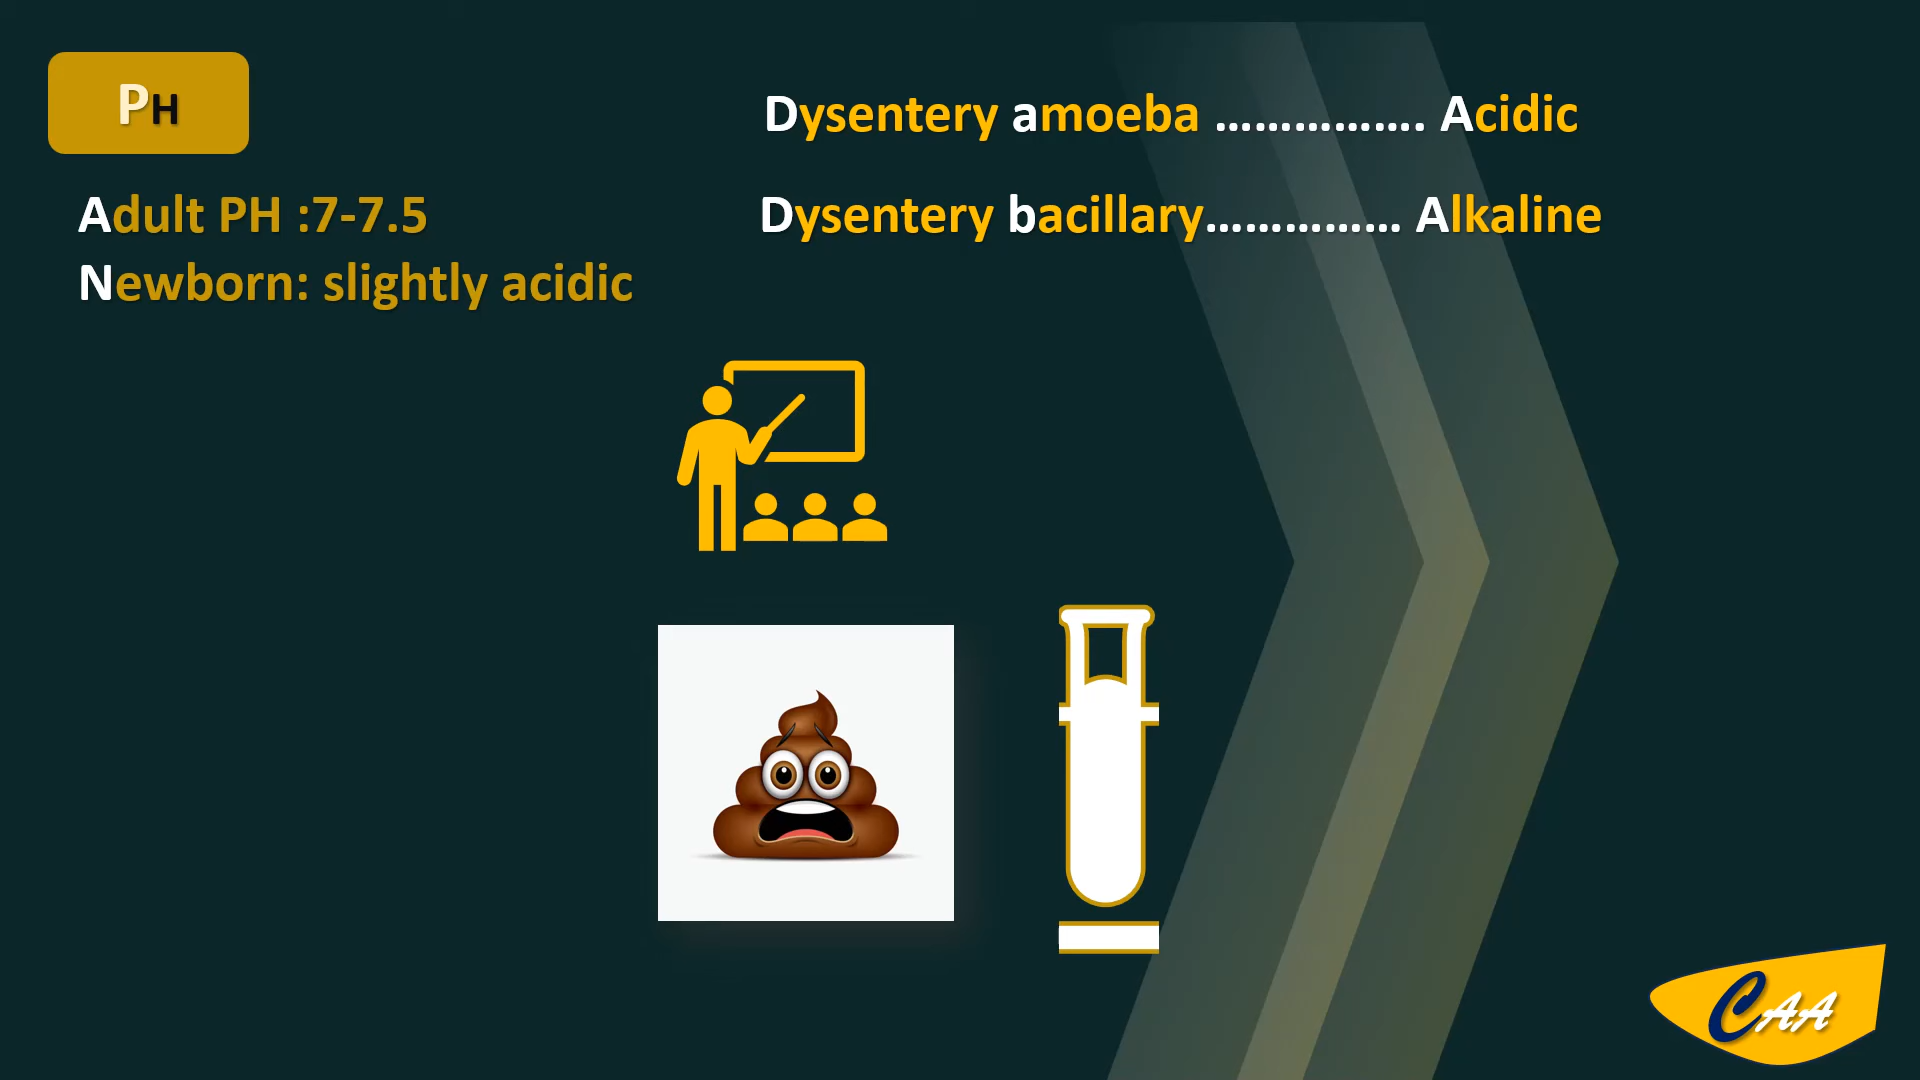 PH
Adult PH :7-7.5
Newborn: slightly acidic
Dysentery amoeba ................ Acidic
Dysentery bacillary............... Alkaline
CAA